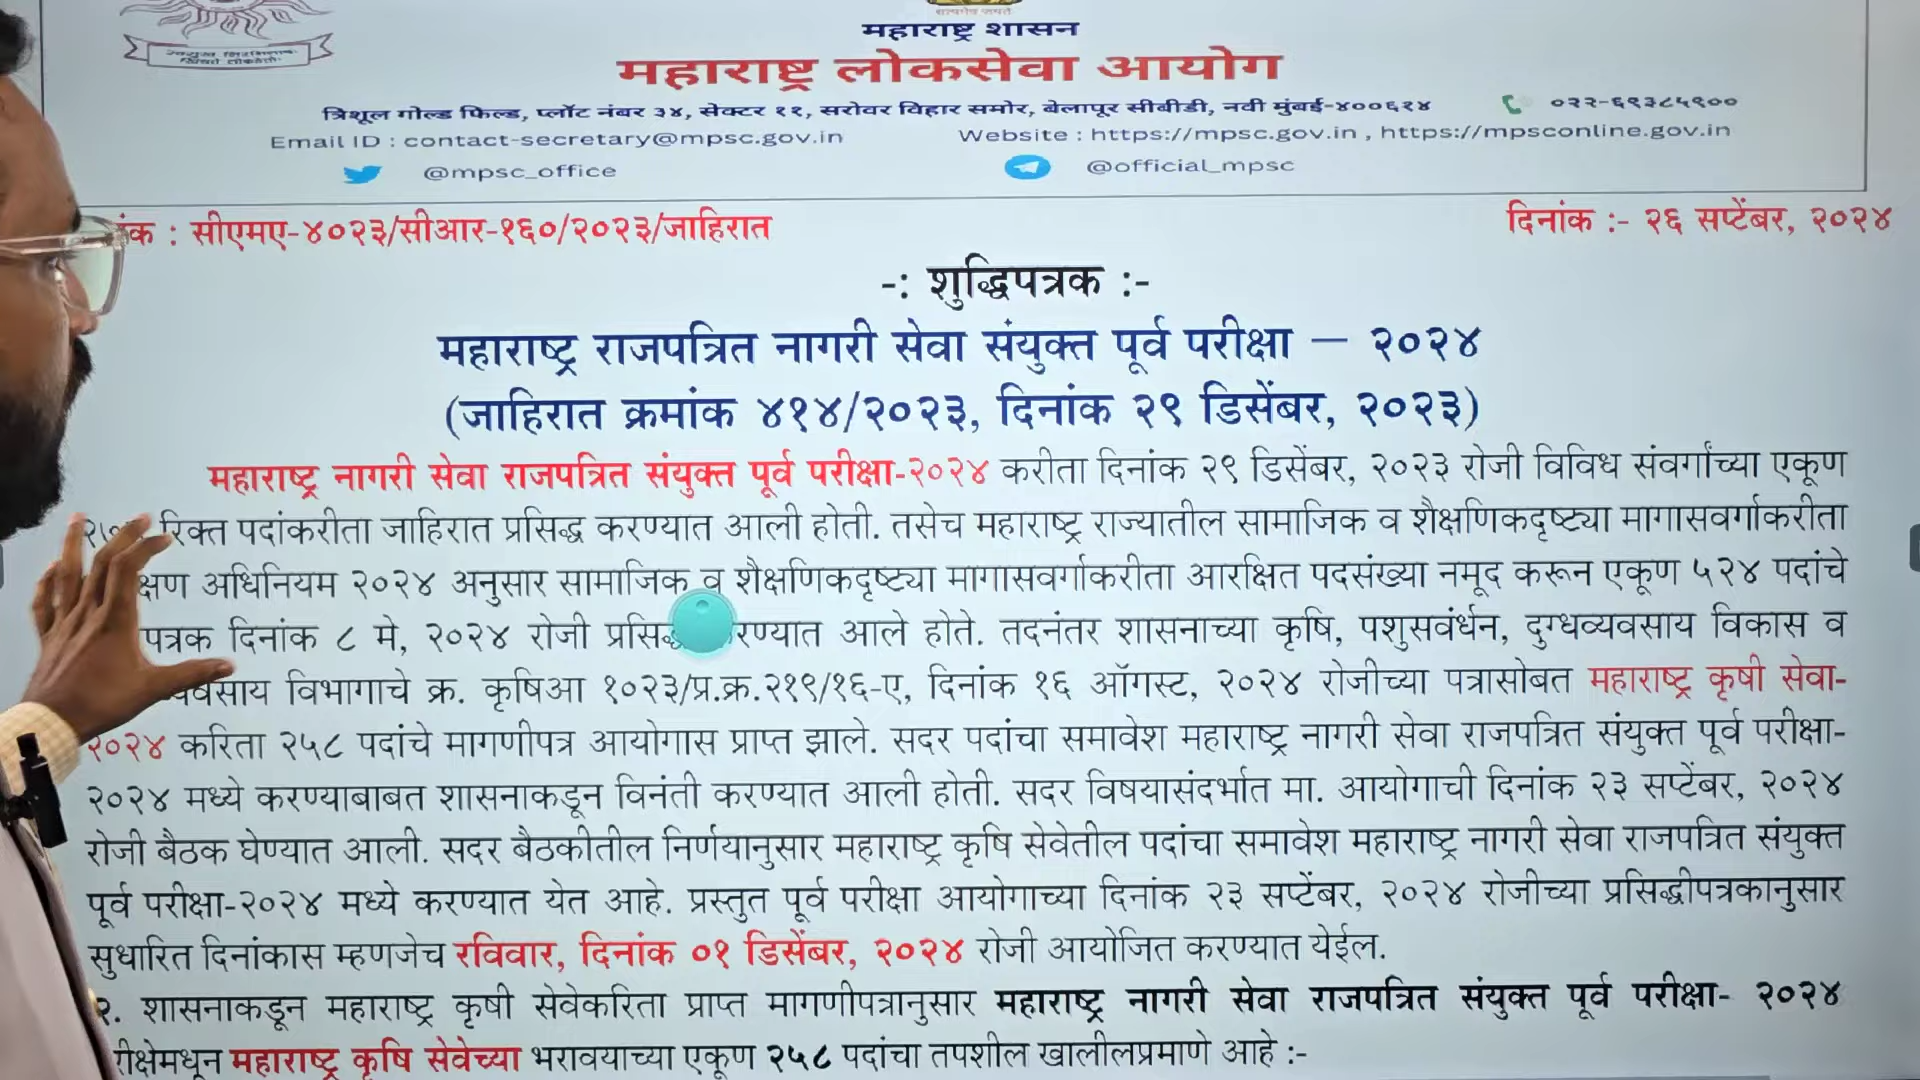 सत्यमेव जयते
महाराष्ट्र शासन
महाराष्ट्र लोकसेवा आयोग
त्रिशूल गोल्ड फिल्ड, प्लॉट नंबर ३४, सेक्टर ११, सरोवर विहार समोर, बेलापूर सीबीडी, नवी मुंबई-४००६१४ ०२२-६९३८५९००
Email ID : contact-secretary@mpsc.gov.in Website : https://mpsc.gov.in , https://mpsconline.gov.in
@mpsc_office @official_mpsc
: सीएमए-४०२३/सीआर-१६०/२०२३/जाहिरात दिनांक :- २६ सप्टेंबर, २०२४
-: शुद्धिपत्रक :-
महाराष्ट्र राजपत्रित नागरी सेवा संयुक्त पूर्व परीक्षा – २०२४
(जाहिरात क्रमांक ४१४/२०२३, दिनांक २९ डिसेंबर, २०२३)
महाराष्ट्र नागरी सेवा राजपत्रित संयुक्त पूर्व परीक्षा-२०२४ करीता दिनांक २९ डिसेंबर, २०२३ रोजी विविध संवर्गांच्या एकूण
रिक्त पदांकरीता जाहिरात प्रसिद्ध करण्यात आली होती. तसेच महाराष्ट्र राज्यातील सामाजिक व शैक्षणिकदृष्ट्या मागासवर्गाकरीता
अधिनियम २०२४ अनुसार सामाजिक व शैक्षणिकदृष्ट्या मागासवर्गाकरीता आरक्षित पदसंख्या नमूद करून एकूण ५२४ पदांचे
दिनांक ८ मे, २०२४ रोजी आले होते. तदनंतर शासनाच्या कृषि, पशुसवंर्धन, दुग्धव्यवसाय विकास व
विभागाचे क्र. कृषिआ १०२३/प्र.क्र.२१९/१६-ए, दिनांक १६ ऑगस्ट, २०२४ रोजीच्या पत्रासोबत महाराष्ट्र कृषी सेवा-
२०२४ करिता २५८ पदांचे मागणीपत्र आयोगास प्राप्त झाले. सदर पदांचा समावेश महाराष्ट्र नागरी सेवा राजपत्रित संयुक्त पूर्व परीक्षा-
२०२४ मध्ये करण्याबाबत शासनाकडून विनंती करण्यात आली होती. सदर विषयासंदर्भात मा. आयोगाची दिनांक २३ सप्टेंबर, २०२४
रोजी बैठक घेण्यात आली. सदर बैठकीतील निर्णयानुसार महाराष्ट्र कृषि सेवेतील पदांचा समावेश महाराष्ट्र नागरी सेवा राजपत्रित संयुक्त
पूर्व परीक्षा-२०२४ मध्ये करण्यात येत आहे. प्रस्तुत पूर्व परीक्षा आयोगाच्या दिनांक २३ सप्टेंबर, २०२४ रोजीच्या प्रसिद्धीपत्रकानुसार
सुधारित दिनांकास म्हणजेच रविवार, दिनांक ०१ डिसेंबर, २०२४ रोजी आयोजित करण्यात येईल.
२. शासनाकडून महाराष्ट्र कृषी सेवेकरिता प्राप्त मागणीपत्रानुसार महाराष्ट्र नागरी सेवा राजपत्रित संयुक्त पूर्व परीक्षा- २०२४
महाराष्ट्र कृषि सेवेच्या भरावयाच्या एकूण २५८ पदांचा तपशील खालीलप्रमाणे आहे :-